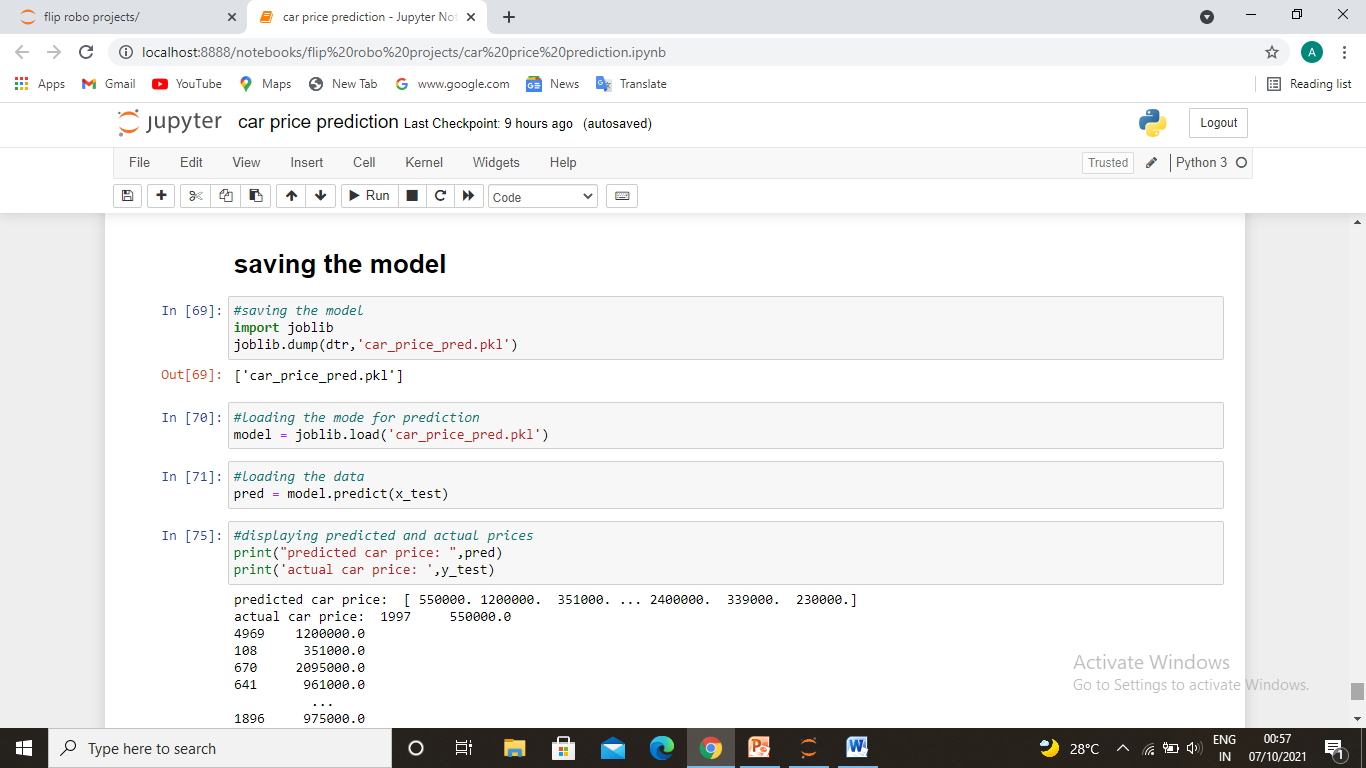 flip robo projects/
car price prediction - Jupyter Not
localhost:8888/notebooks/flip%20robo%20projects/car%20price%20prediction.ipynb
A
Apps Gmail YouTube Maps New Tab www.google.com News Translate Reading list
jupyter car price prediction Last Checkpoint: 9 hours ago (autosaved)
Logout
File Edit View Insert Cell Kernel Widgets Help Trusted Python 3
Run Code
saving the model
In [69]: #saving the model
import joblib
joblib.dump(dtr,'car_price_pred.pkl')
Out[69]: ['car_price_pred.pkl']
In [70]: #loading the mode for prediction
model = joblib.load('car_price_pred.pkl')
In [71]: #loading the data
pred = model.predict(x_test)
In [75]: #displaying predicted and actual prices
print("predicted car price: ",pred)
print('actual car price: ',y_test)
predicted car price:  [ 550000. 1200000.  351000. ... 2400000.  339000.  230000.]
actual car price:  1997     550000.0
4969    1200000.0
108      351000.0
670     2095000.0
641      961000.0
...
1896     975000.0
Activate Windows
Go to Settings to activate Windows.
Type here to search
28°C
ENG
IN
00:57
07/10/2021
1